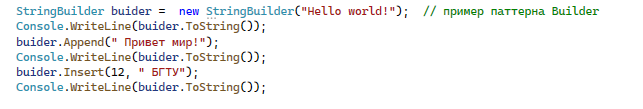 StringBuilder buider =  new StringBuilder("Hello world!");  // пример паттерна Builder
Console.WriteLine(buider.ToString());
buider.Append(" Привет мир!");
Console.WriteLine(buider.ToString());
buider.Insert(12, " БГТУ");
Console.WriteLine(buider.ToString());